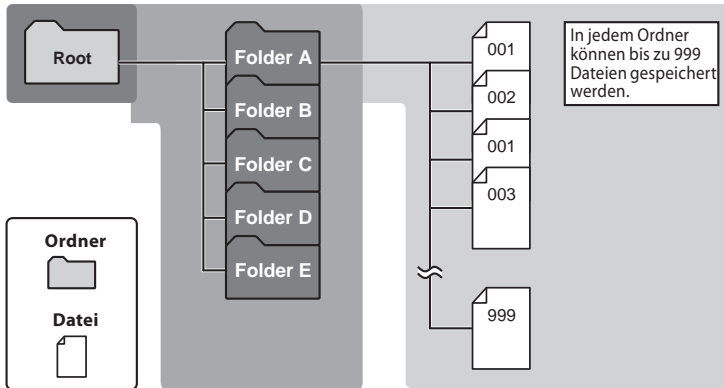 Root
Folder A
Folder B
Folder C
Folder D
Folder E
001
002
001
003
999
In jedem Ordner
können bis zu 999
Dateien gespeichert
werden.
Ordner
Datei